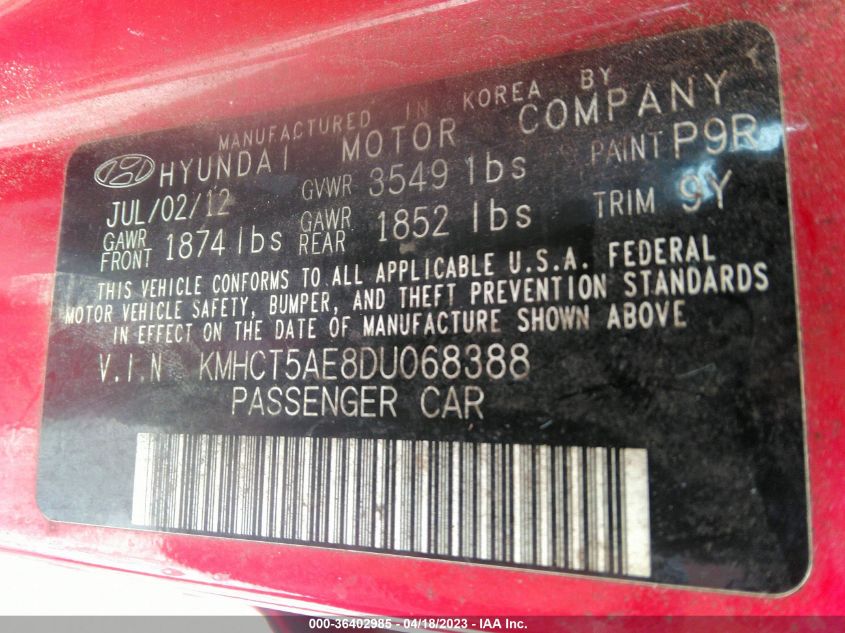 MANUFACTURED IN KOREA BY
HYUNDAI MOTOR COMPANY
JUL/02/12 GVWR 3549 lbs PAINT P9R
GAWR FRONT 1874 lbs GAWR REAR 1852 lbs TRIM 9Y
THIS VEHICLE CONFORMS TO ALL APPLICABLE U.S.A. FEDERAL
MOTOR VEHICLE SAFETY, BUMPER, AND THEFT PREVENTION STANDARDS
IN EFFECT ON THE DATE OF MANUFACTURE SHOWN ABOVE
V.I.N KMHCT5AE8DU068388
PASSENGER CAR
000-36402985 - 04/18/2023 - IAA Inc.